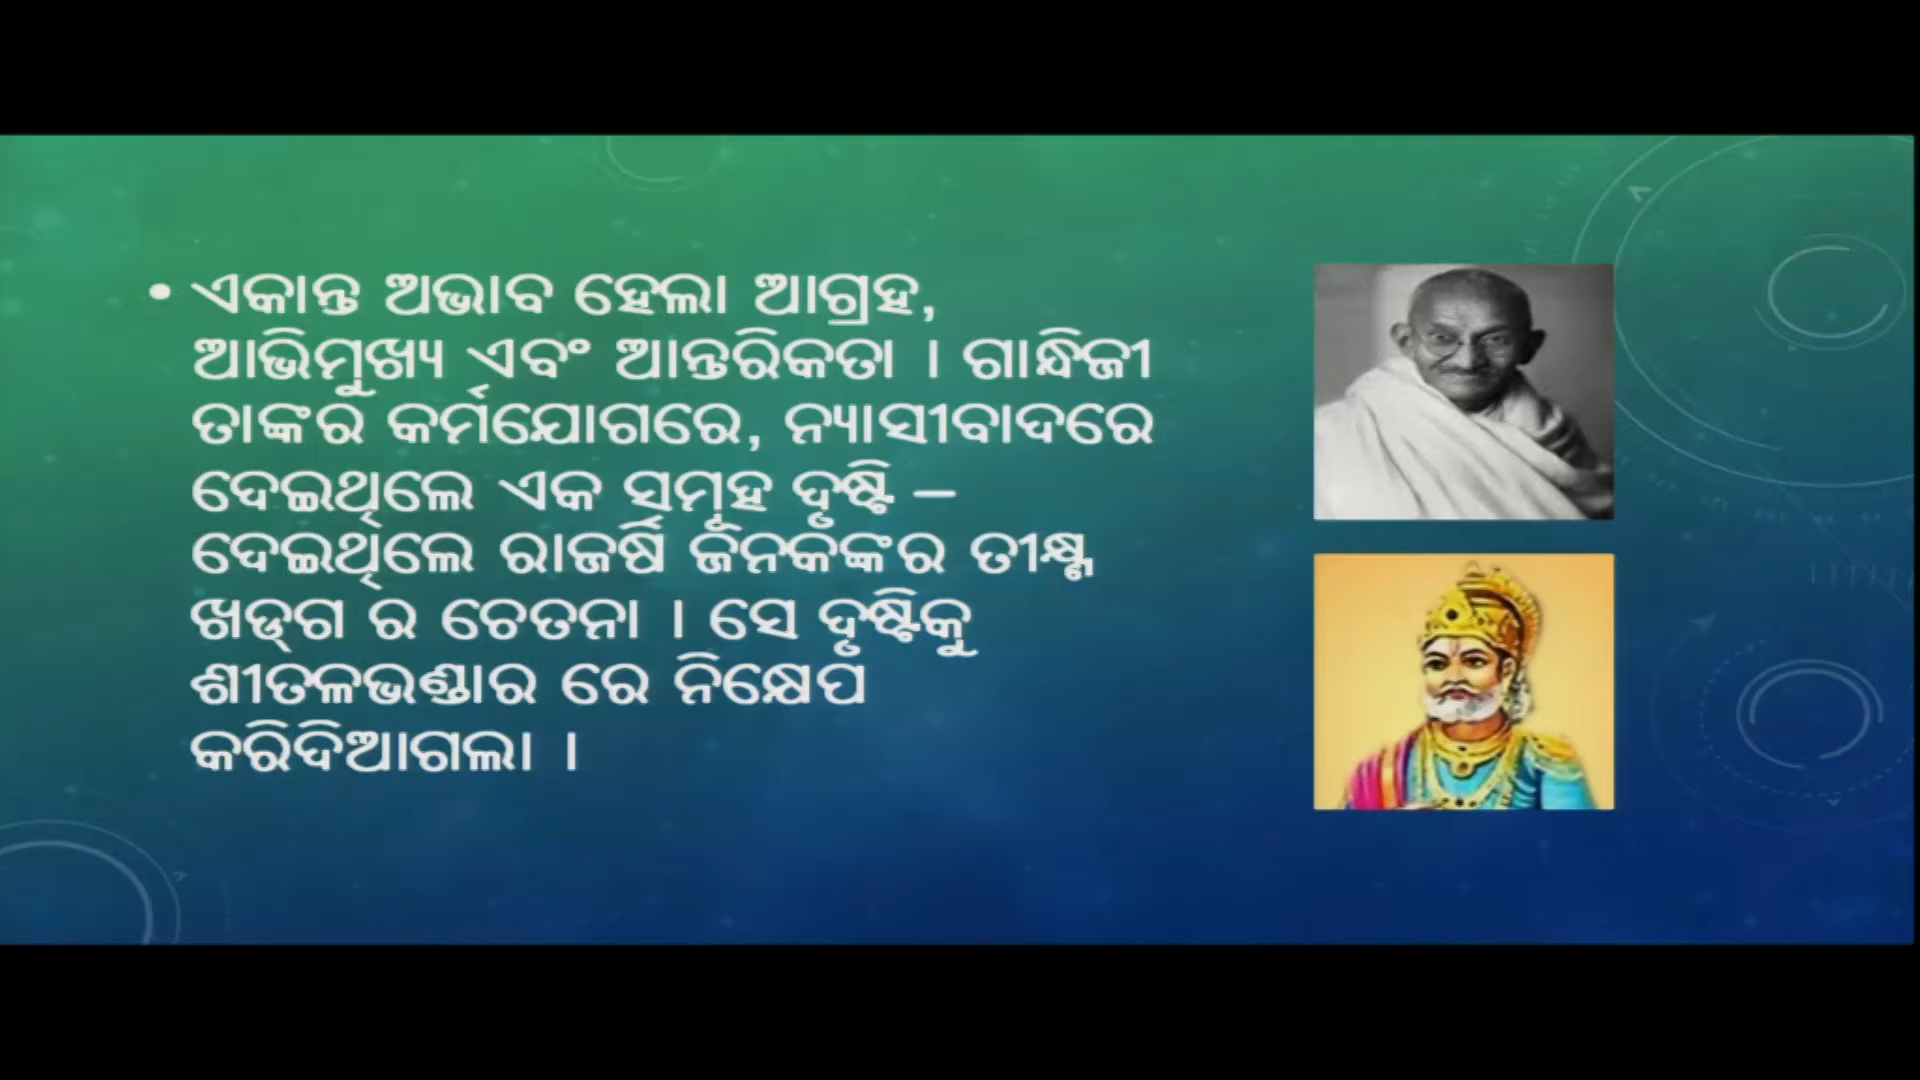 • ଏକାନ୍ତ ଅଭାବ ହେଲା ଆଗ୍ରହ,
ଆଭିମୁଖ୍ୟ ଏବଂ ଆନ୍ତରିକତା । ଗାନ୍ଧିଜୀ
ତାଙ୍କର କର୍ମଯୋଗରେ, ନ୍ୟାସୀବାଦରେ
ଦେଇଥିଲେ ଏକ ସମୂହ ଦୃଷ୍ଟି –
ଦେଇଥିଲେ ରାଜର୍ଷି ଜନକଙ୍କର ତୀକ୍ଷ୍ଣ
ଖଡ୍‌ଗ ର ଚେତନା । ସେ ଦୃଷ୍ଟିକୁ
ଶୀତଳଭଣ୍ଡାର ରେ ନିକ୍ଷେପ
କରିଦିଆଗଲା ।